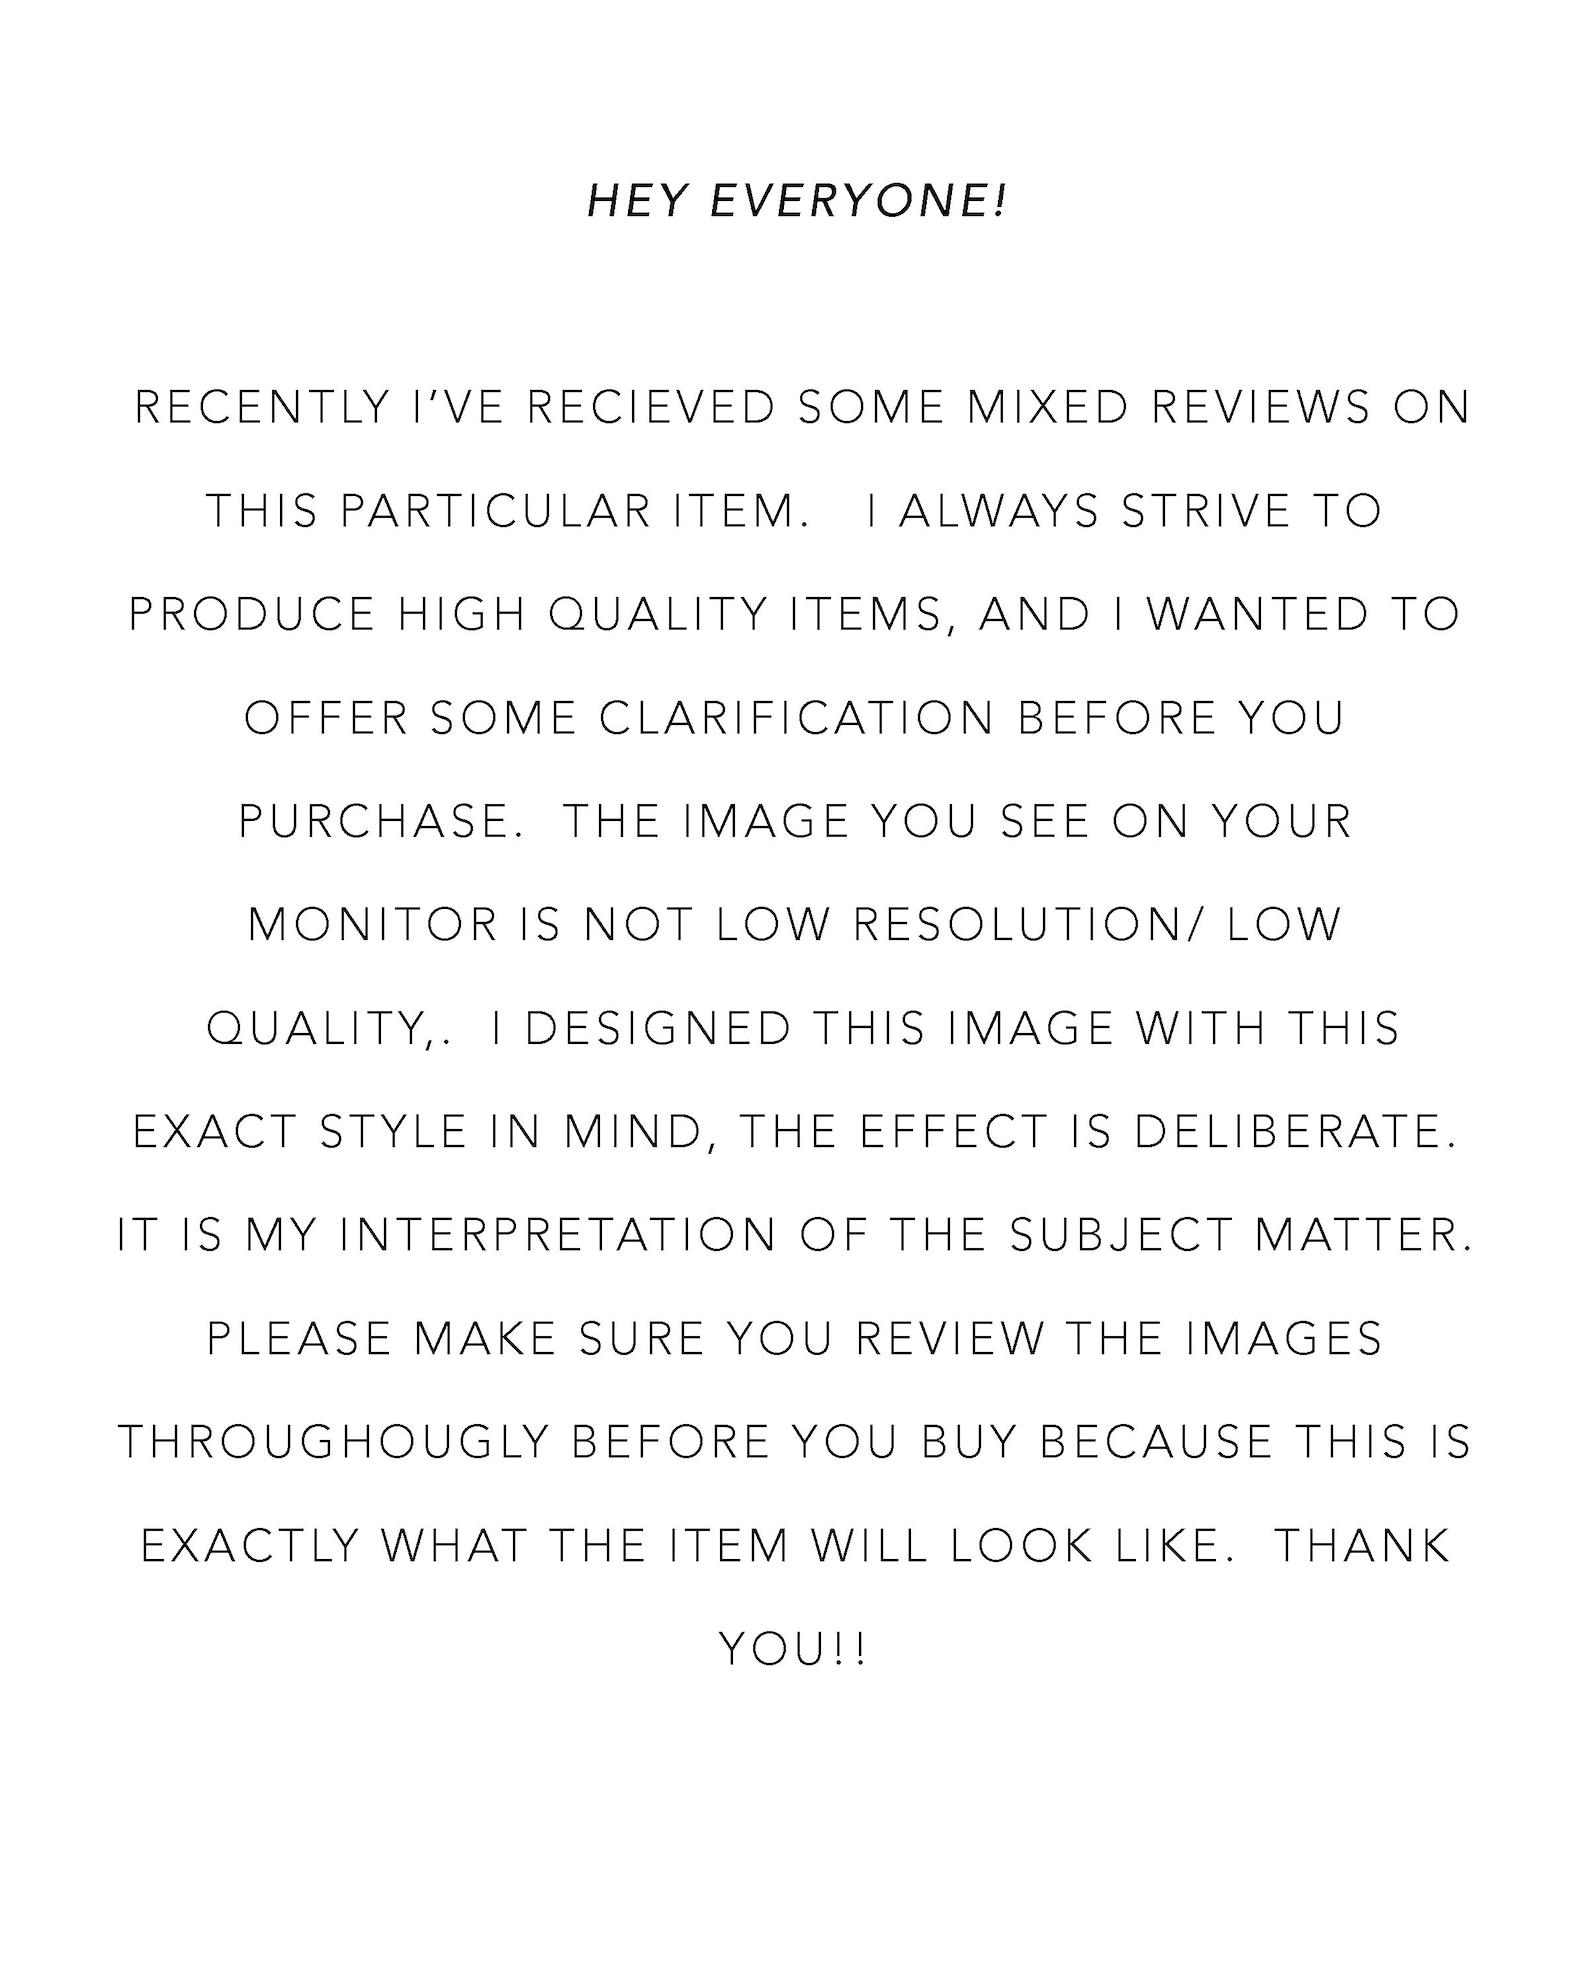 HEY EVERYONE!
RECENTLY I'VE RECIEVED SOME MIXED REVIEWS ON
THIS PARTICULAR ITEM.   I ALWAYS STRIVE TO
PRODUCE HIGH QUALITY ITEMS, AND I WANTED TO
OFFER SOME CLARIFICATION BEFORE YOU
PURCHASE.  THE IMAGE YOU SEE ON YOUR
MONITOR IS NOT LOW RESOLUTION/ LOW
QUALITY,.  I DESIGNED THIS IMAGE WITH THIS
EXACT STYLE IN MIND, THE EFFECT IS DELIBERATE.
IT IS MY INTERPRETATION OF THE SUBJECT MATTER.
PLEASE MAKE SURE YOU REVIEW THE IMAGES
THROUGHOUGLY BEFORE YOU BUY BECAUSE THIS IS
EXACTLY WHAT THE ITEM WILL LOOK LIKE.  THANK
YOU!!